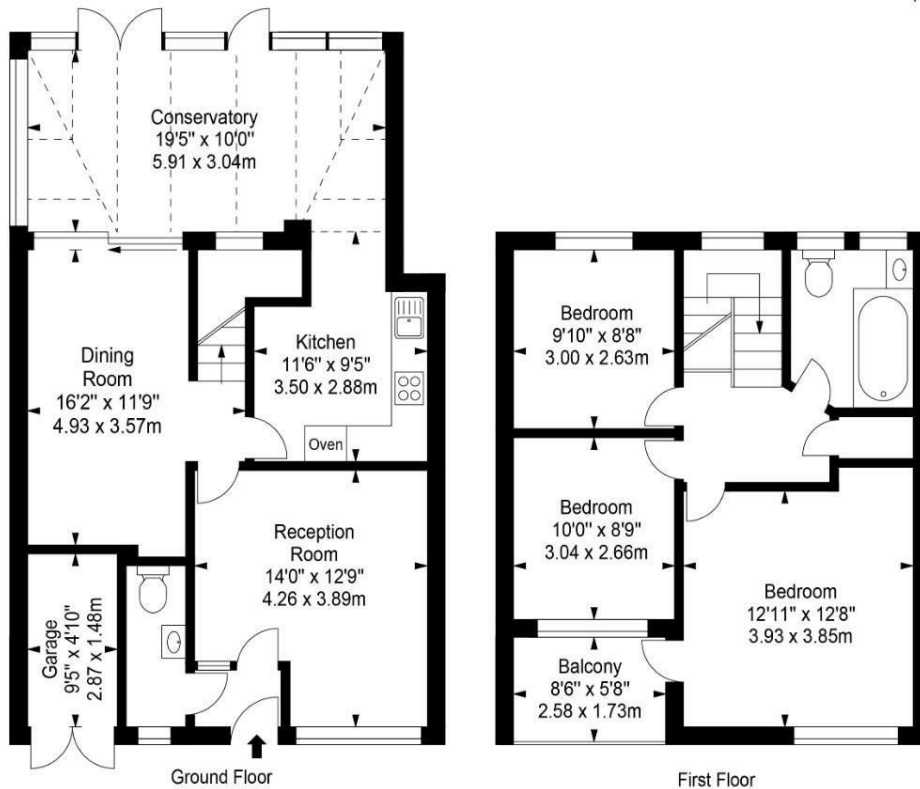 Conservatory
19'5" x 10'0"
5.91 x 3.04m
Dining
Room
16'2" x 11'9"
4.93 x 3.57m
Kitchen
11'6" x 9'5"
3.50 x 2.88m
Oven
Reception
Room
14'0" x 12'9"
4.26 x 3.89m
Garage
9'5" x 4'10"
2.87 x 1.48m
Ground Floor
Bedroom
9'10" x 8'8"
3.00 x 2.63m
Bedroom
10'0" x 8'9"
3.04 x 2.66m
Bedroom
12'11" x 12'8"
3.93 x 3.85m
Balcony
8'6" x 5'8"
2.58 x 1.73m
First Floor